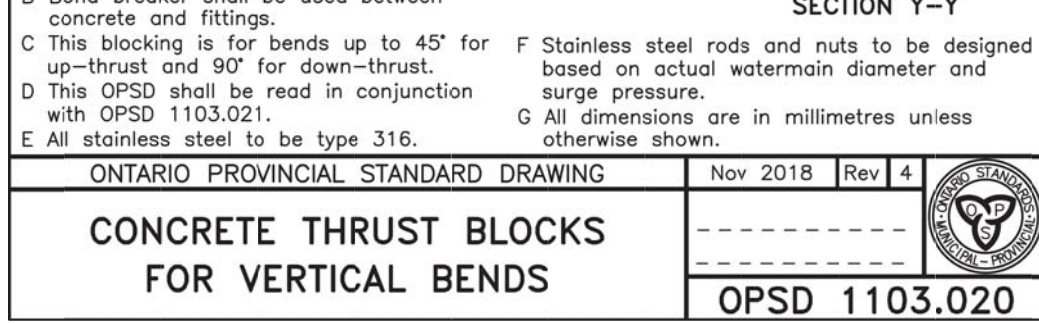 B Bond breaker shall be used between
concrete and fittings.
C This blocking is for bends up to 45° for
up-thrust and 90° for down-thrust.
D This OPSD shall be read in conjunction
with OPSD 1103.021.
E All stainless steel to be type 316.
SECTION Y-Y
F Stainless steel rods and nuts to be designed
based on actual watermain diameter and
surge pressure.
G All dimensions are in millimetres unless
otherwise shown.
ONTARIO PROVINCIAL STANDARD DRAWING
Nov 2018 Rev 4
CONCRETE THRUST BLOCKS
FOR VERTICAL BENDS
OPSD 1103.020
ONTARIO STANDARDS
MUNICIPAL-PROVINCIAL
O P
S